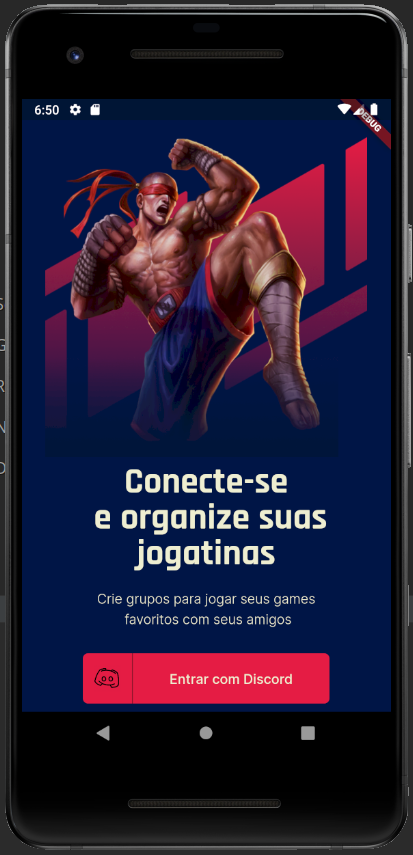 6:50
DEBUG
Conecte-se
e organize suas
jogatinas
Crie grupos para jogar seus games
favoritos com seus amigos
Entrar com Discord
S
G
R
N
D